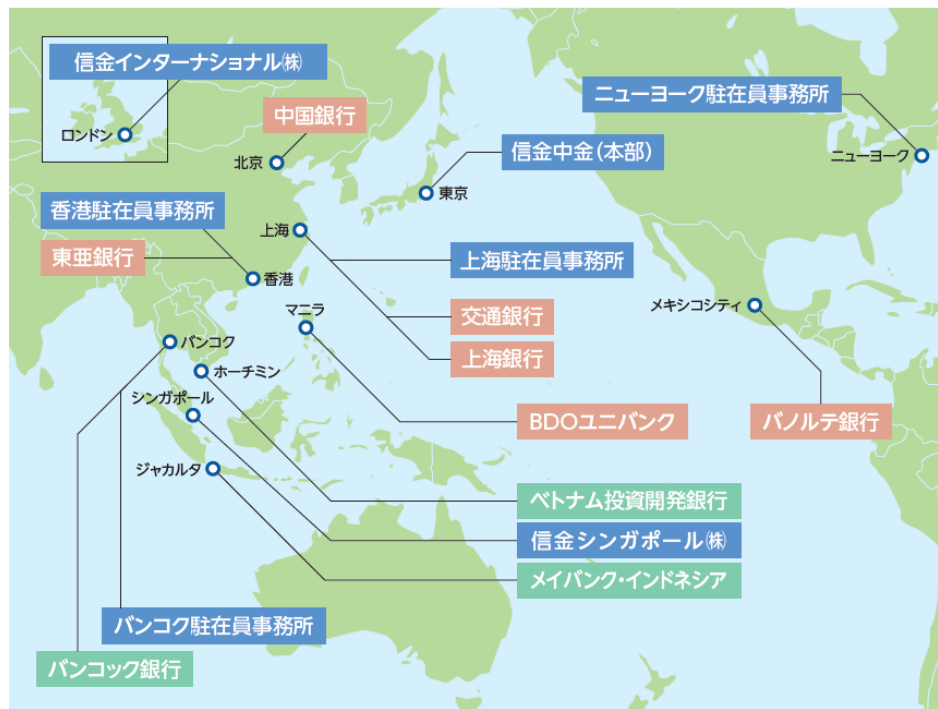 信金インターナショナル㈱
ロンドン
中国銀行
北京
ニューヨーク駐在員事務所
ニューヨーク
信金中金(本部)
東京
香港駐在員事務所
東亜銀行
香港
上海
上海駐在員事務所
交通銀行
上海銀行
マニラ
BDOユニバンク
メキシコシティ
バノルテ銀行
バンコク
ホーチミン
シンガポール
ジャカルタ
ベトナム投資開発銀行
信金シンガポール㈱
メイバンク・インドネシア
バンコク駐在員事務所
バンコック銀行